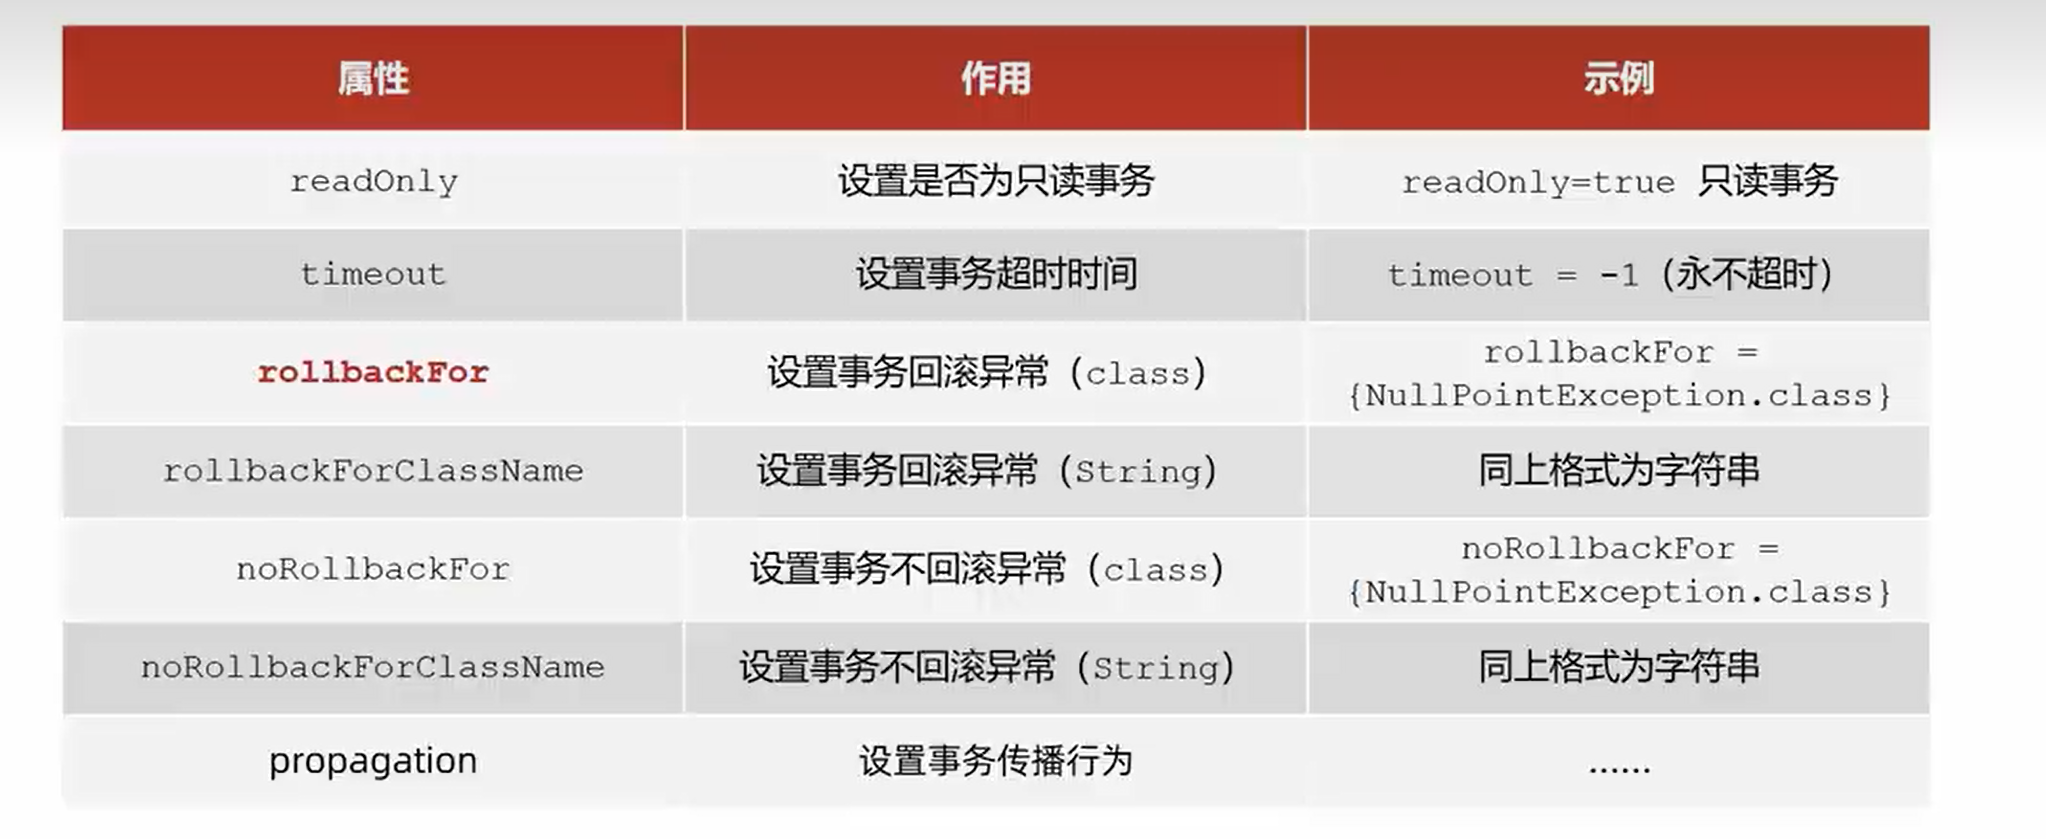 属性 作用 示例
readOnly 设置是否为只读事务 readOnly=true 只读事务
timeout 设置事务超时时间 timeout = -1（永不超时）
rollbackFor 设置事务回滚异常（class） rollbackFor =
{NullPointException.class}
rollbackForClassName 设置事务回滚异常（String） 同上格式为字符串
noRollbackFor 设置事务不回滚异常（class） noRollbackFor =
{NullPointException.class}
noRollbackForClassName 设置事务不回滚异常（String） 同上格式为字符串
propagation 设置事务传播行为 ……